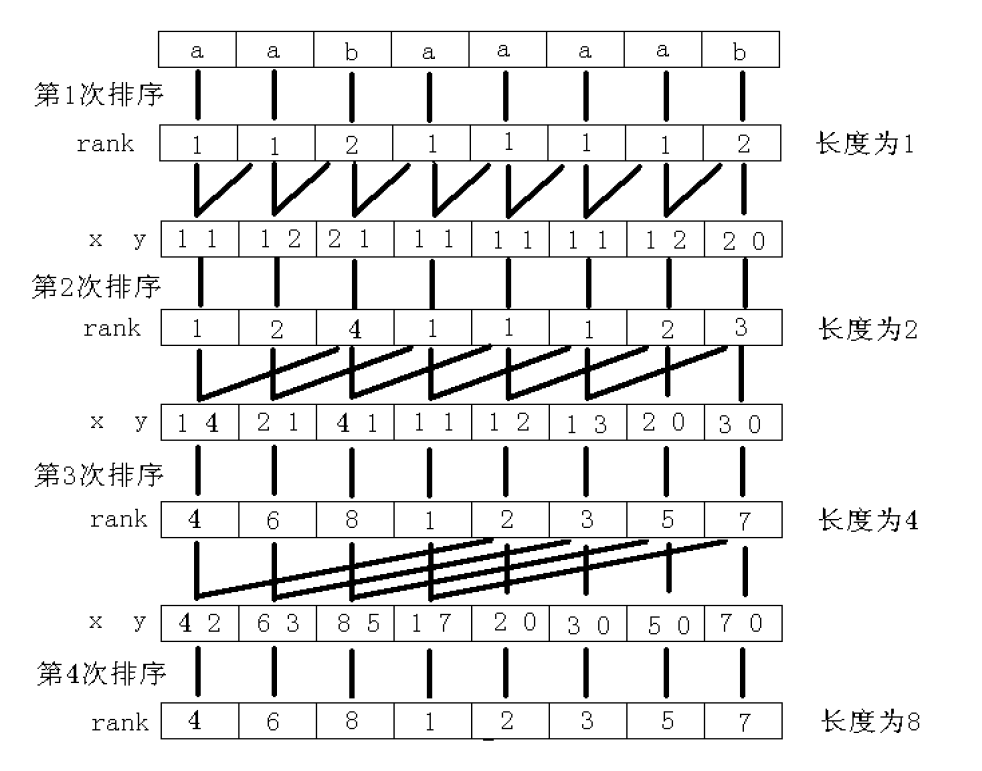 a a b a a a a b
第1次排序
rank 1 1 2 1 1 1 1 2 长度为1
x y 1 1 1 2 2 1 1 1 1 1 1 1 1 2 2 0
第2次排序
rank 1 2 4 1 1 1 2 3 长度为2
x y 1 4 2 1 4 1 1 1 1 2 1 3 2 0 3 0
第3次排序
rank 4 6 8 1 2 3 5 7 长度为4
x y 4 2 6 3 8 5 1 7 2 0 3 0 5 0 7 0
第4次排序
rank 4 6 8 1 2 3 5 7 长度为8